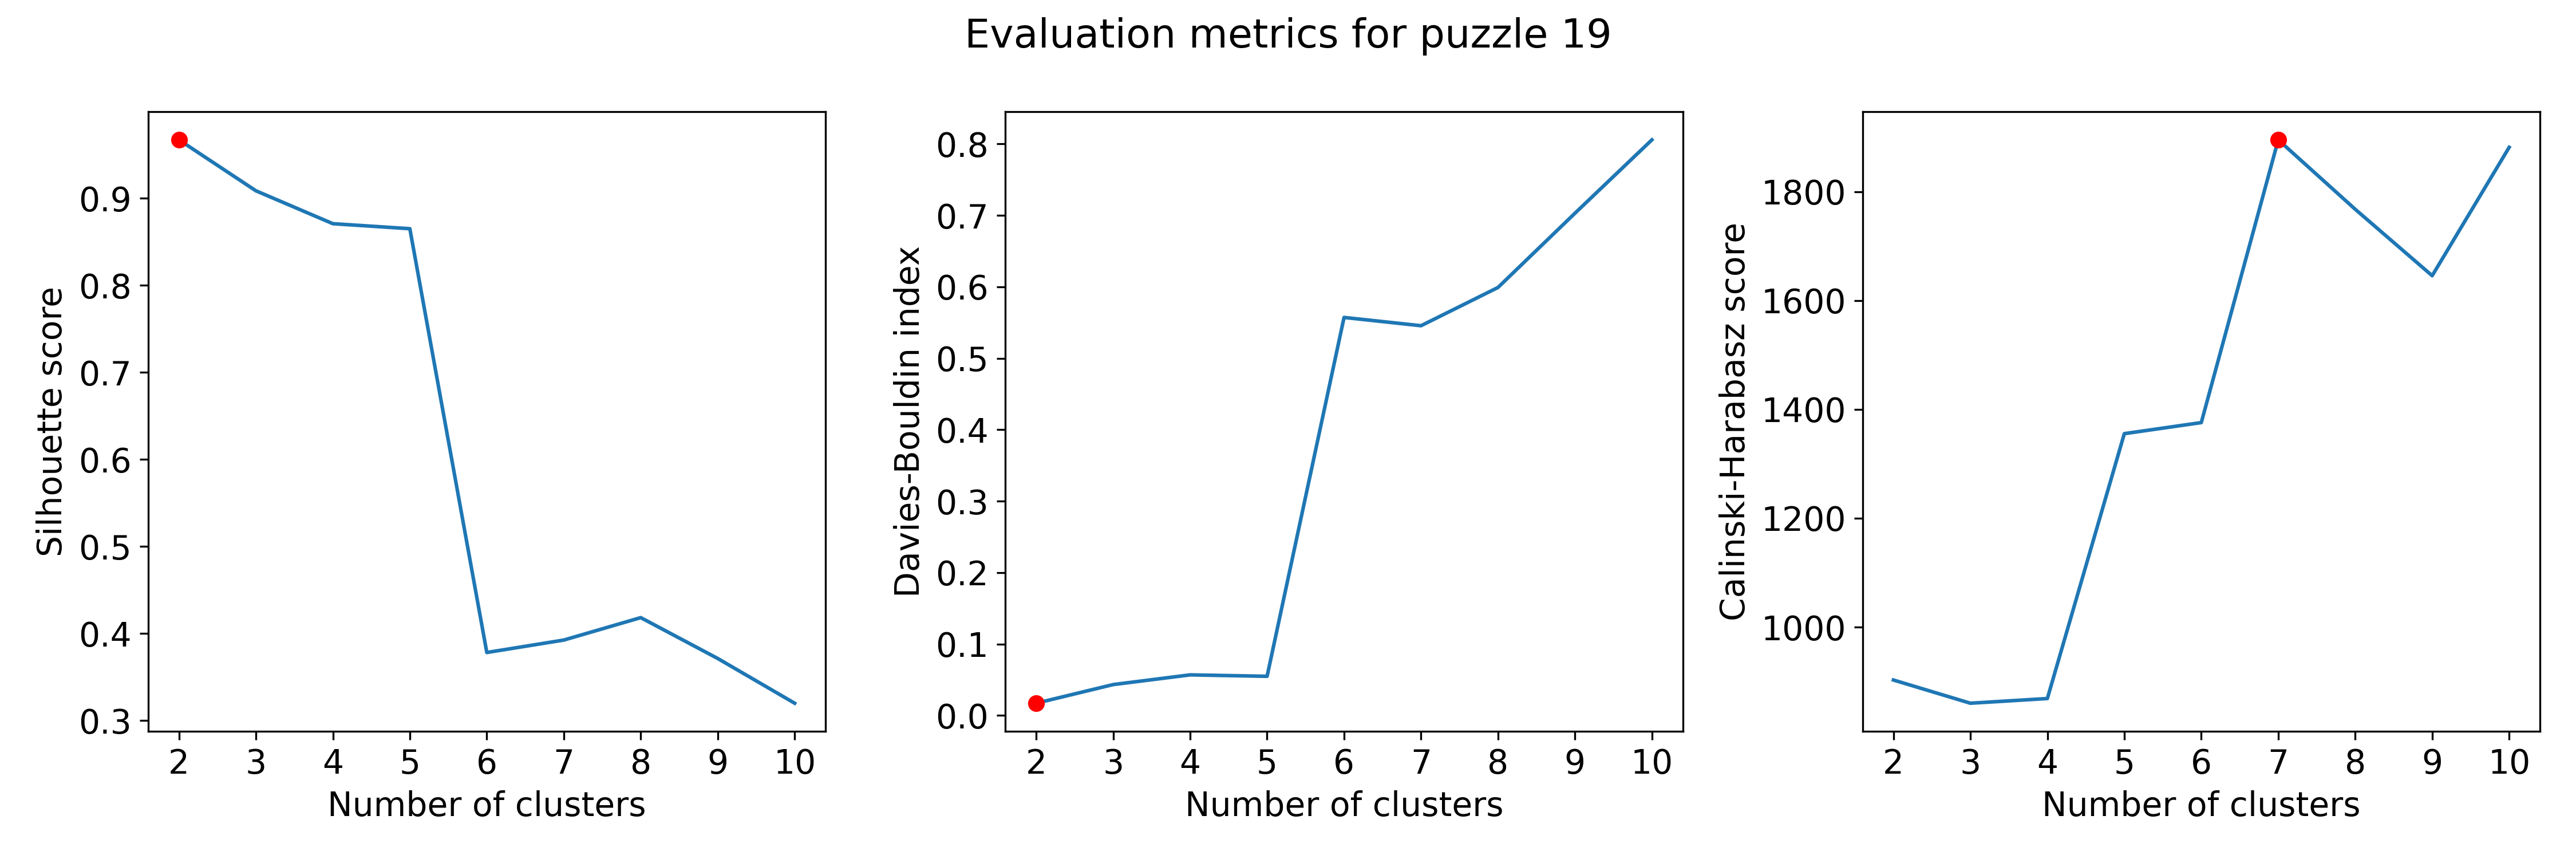 Evaluation metrics for puzzle 19
Silhouette score
0.9
0.8
0.7
0.6
0.5
0.4
0.3
2 3 4 5 6 7 8 9 10
Number of clusters
Davies-Bouldin index
0.8
0.7
0.6
0.5
0.4
0.3
0.2
0.1
0.0
2 3 4 5 6 7 8 9 10
Number of clusters
Calinski-Harabasz score
1800
1600
1400
1200
1000
2 3 4 5 6 7 8 9 10
Number of clusters